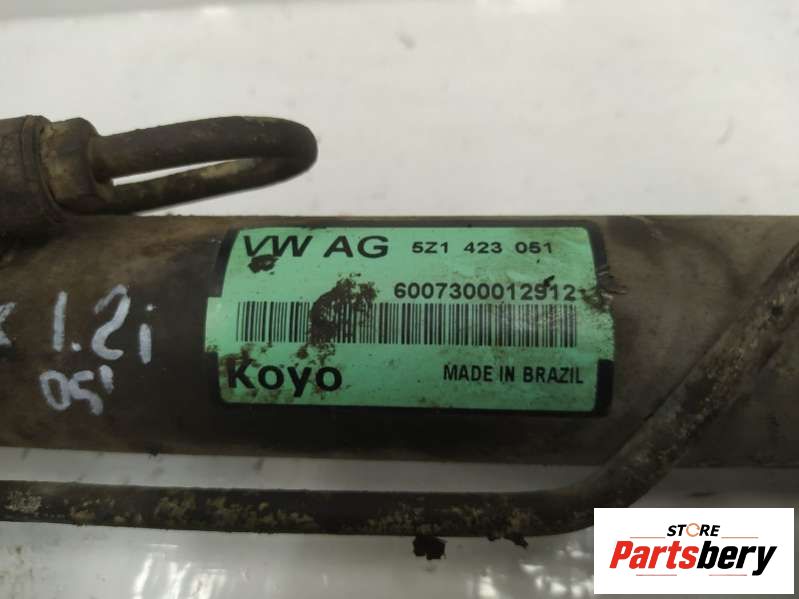 VW AG 5Z1 423 051
6007300012912
Koyo MADE IN BRAZIL
1.2i
05'
STORE
Partsbery